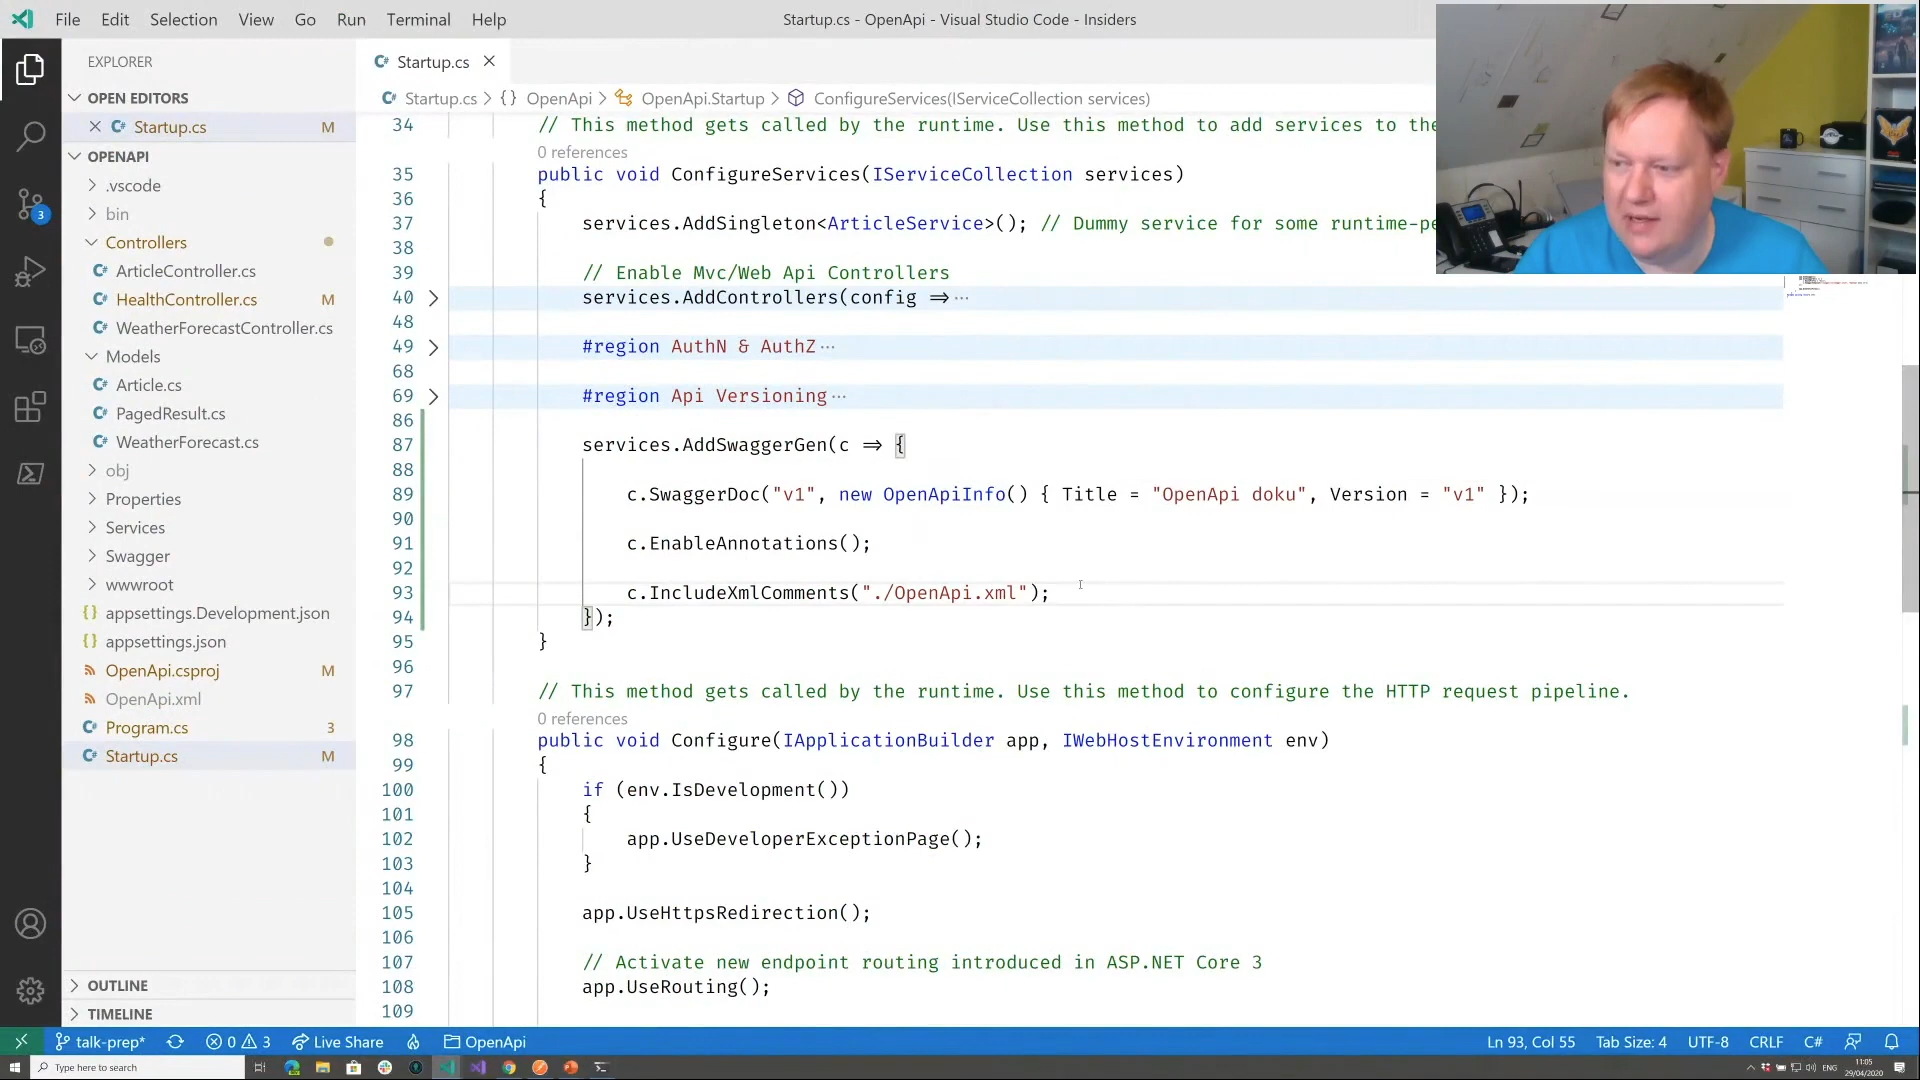 File Edit Selection View Go Run Terminal Help
Startup.cs - OpenApi - Visual Studio Code - Insiders
EXPLORER
OPEN EDITORS
Startup.cs M
OPENAPI
.vscode
bin
Controllers
ArticleController.cs
HealthController.cs M
WeatherForecastController.cs
Models
Article.cs
PagedResult.cs
WeatherForecast.cs
obj
Properties
Services
Swagger
wwwroot
appsettings.Development.json
appsettings.json
OpenApi.csproj M
OpenApi.xml
Program.cs 3
Startup.cs M
OUTLINE
TIMELINE
3
Startup.cs
Startup.cs > {} OpenApi > OpenApi.Startup > ConfigureServices(IServiceCollection services)
34 // This method gets called by the runtime. Use this method to add services to the
0 references
35 public void ConfigureServices(IServiceCollection services)
36 {
37 services.AddSingleton<ArticleService>(); // Dummy service for some runtime-pe
38
39 // Enable Mvc/Web Api Controllers
40 services.AddControllers(config =>···
48
49 #region AuthN & AuthZ···
68
69 #region Api Versioning···
86
87 services.AddSwaggerGen(c => {
88
89 c.SwaggerDoc("v1", new OpenApiInfo() { Title = "OpenApi doku", Version = "v1" });
90
91 c.EnableAnnotations();
92
93 c.IncludeXmlComments("./OpenApi.xml");
94 });
95 }
96
97 // This method gets called by the runtime. Use this method to configure the HTTP request pipeline.
0 references
98 public void Configure(IApplicationBuilder app, IWebHostEnvironment env)
99 {
100 if (env.IsDevelopment())
101 {
102 app.UseDeveloperExceptionPage();
103 }
104
105 app.UseHttpsRedirection();
106
107 // Activate new endpoint routing introduced in ASP.NET Core 3
108 app.UseRouting();
109
talk-prep* 0 3 Live Share OpenApi
Ln 93, Col 55 Tab Size: 4 UTF-8 CRLF C#
Type here to search
ENG
11:05
29/04/2020